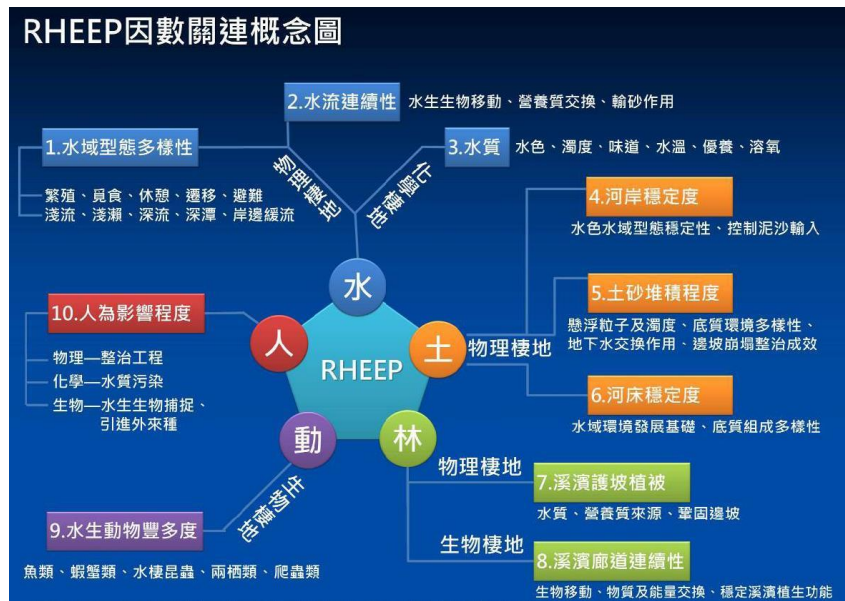 RHEEP因數關連概念圖
2.水流連續性
水生生物移動、營養質交換、輸砂作用
1.水域型態多樣性
繁殖、覓食、休憩、遷移、避難
淺流、淺瀨、深流、深潭、岸邊緩流
物理棲地
化學棲地
3.水質
水色、濁度、味道、水溫、優養、溶氧
4.河岸穩定度
水色水域型態穩定性、控制泥沙輸入
水
10.人為影響程度
物理—整治工程
化學—水質污染
生物—水生生物捕捉、
引進外來種
人
RHEEP
土
物理棲地
5.土砂堆積程度
懸浮粒子及濁度、底質環境多樣性、
地下水交換作用、邊坡崩塌整治成效
6.河床穩定度
水域環境發展基礎、底質組成多樣性
動
林
生物棲地
9.水生動物豐多度
魚類、蝦蟹類、水棲昆蟲、兩栖類、爬蟲類
物理棲地
7.溪濱護坡植被
水質、營養質來源、鞏固邊坡
生物棲地
8.溪濱廊道連續性
生物移動、物質及能量交換、穩定溪濱植生功能